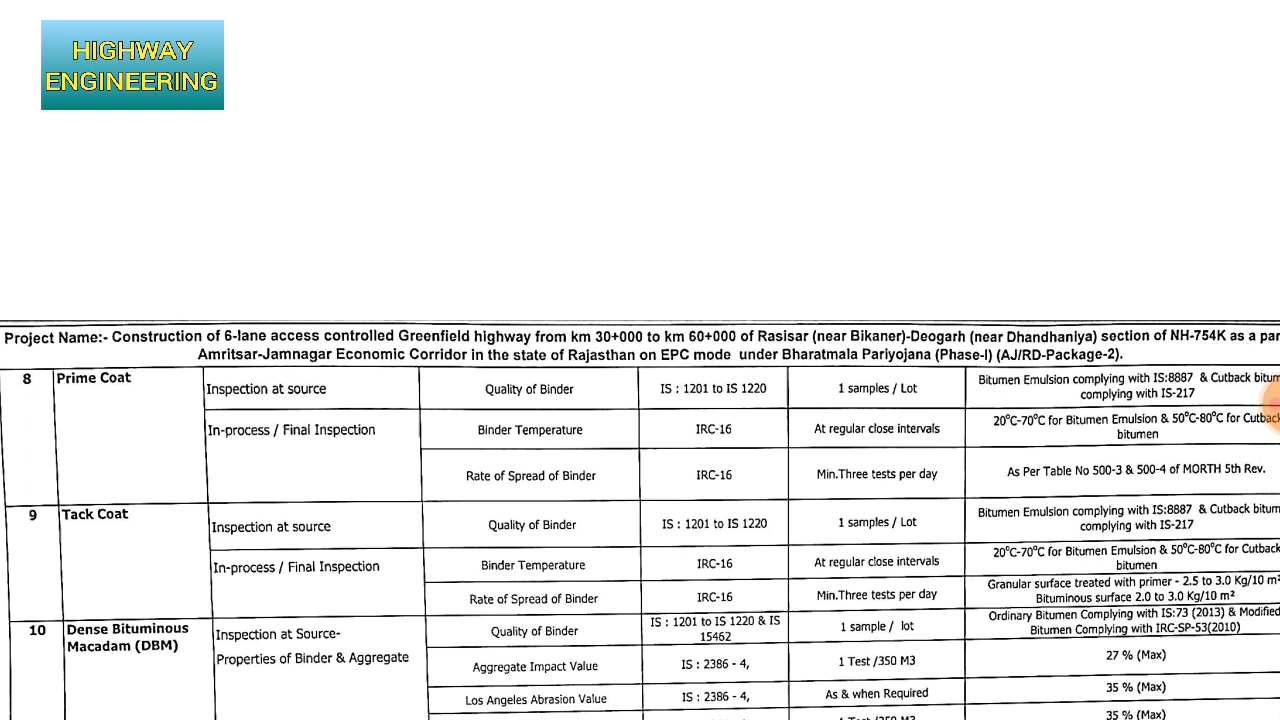 HIGHWAY
ENGINEERING
Project Name:- Construction of 6-lane access controlled Greenfield highway from km 30+000 to km 60+000 of Rasisar (near Bikaner)-Deogarh (near Dhandhaniya) section of NH-754K as a par
Amritsar-Jamnagar Economic Corridor in the state of Rajasthan on EPC mode under Bharatmala Pariyojana (Phase-I) (AJ/RD-Package-2).
8 Prime Coat Inspection at source Quality of Binder IS : 1201 to IS 1220 1 samples / Lot Bitumen Emulsion complying with IS:8887 & Cutback bitum
complying with IS-217
In-process / Final Inspection Binder Temperature IRC-16 At regular close intervals 20°C-70°C for Bitumen Emulsion & 50°C-80°C for Cutback
bitumen
Rate of Spread of Binder IRC-16 Min.Three tests per day As Per Table No 500-3 & 500-4 of MORTH 5th Rev.
9 Tack Coat Inspection at source Quality of Binder IS : 1201 to IS 1220 1 samples / Lot Bitumen Emulsion complying with IS:8887 & Cutback bitum
complying with IS-217
In-process / Final Inspection Binder Temperature IRC-16 At regular close intervals 20°C-70°C for Bitumen Emulsion & 50°C-80°C for Cutback
bitumen
Rate of Spread of Binder IRC-16 Min.Three tests per day Granular surface treated with primer - 2.5 to 3.0 Kg/10 m²
Bituminous surface 2.0 to 3.0 Kg/10 m²
10 Dense Bituminous Inspection at Source- Quality of Binder IS : 1201 to IS 1220 & IS 1 sample / lot Ordinary Bitumen Complying with IS:73 (2013) & Modified
Macadam (DBM) Properties of Binder & Aggregate 15462 Bitumen Complying with IRC-SP-53(2010)
Aggregate Impact Value IS : 2386 - 4, 1 Test /350 M3 27 % (Max)
Los Angeles Abrasion Value IS : 2386 - 4, As & when Required 35 % (Max)
35 % (Max)